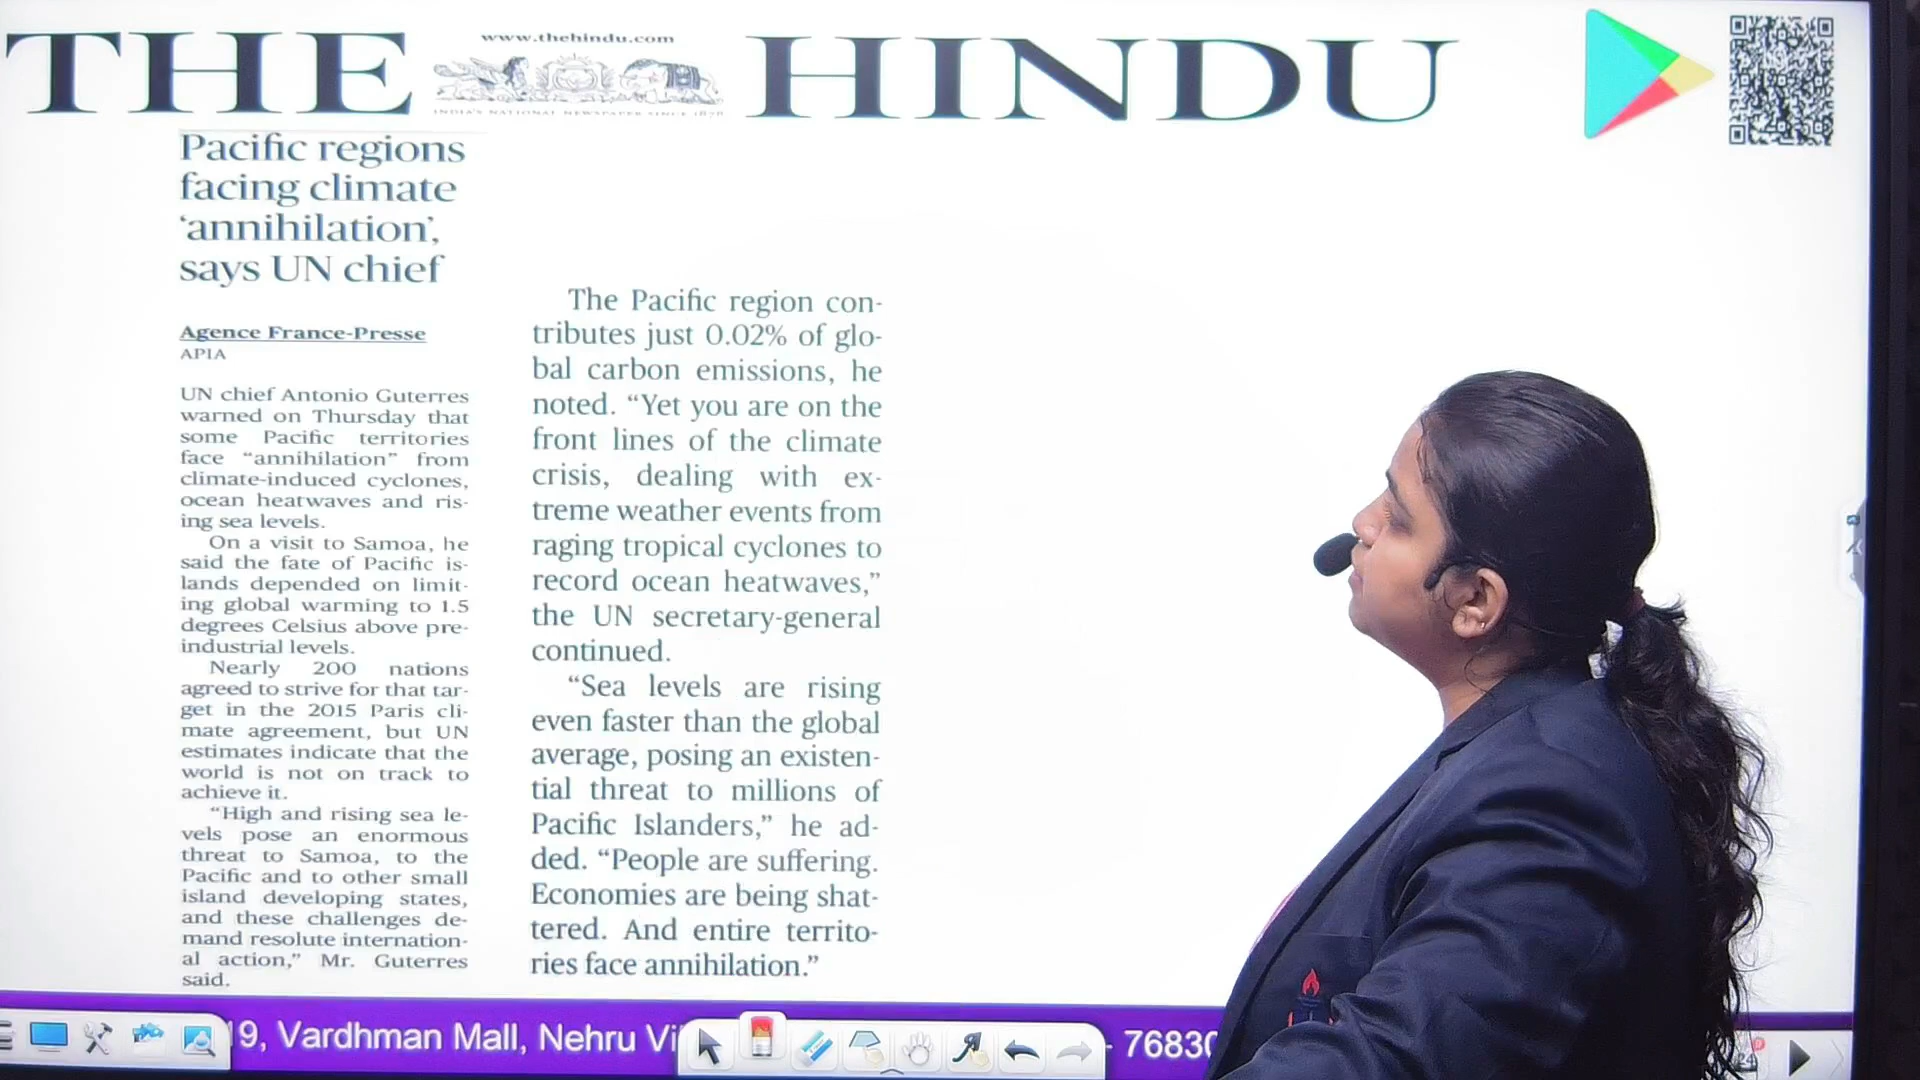 THE HINDU
www.thehindu.com
INDIA'S NATIONAL NEWSPAPER SINCE 1878
Pacific regions
facing climate
‘annihilation’,
says UN chief
Agence France-Presse
APIA
UN chief Antonio Guterres
warned on Thursday that
some Pacific territories
face “annihilation” from
climate-induced cyclones,
ocean heatwaves and ris-
ing sea levels.
On a visit to Samoa, he
said the fate of Pacific is-
lands depended on limit-
ing global warming to 1.5
degrees Celsius above pre-
industrial levels.
Nearly 200 nations
agreed to strive for that tar-
get in the 2015 Paris cli-
mate agreement, but UN
estimates indicate that the
world is not on track to
achieve it.
“High and rising sea le-
vels pose an enormous
threat to Samoa, to the
Pacific and to other small
island developing states,
and these challenges de-
mand resolute internation-
al action,” Mr. Guterres
said.
The Pacific region con-
tributes just 0.02% of glo-
bal carbon emissions, he
noted. “Yet you are on the
front lines of the climate
crisis, dealing with ex-
treme weather events from
raging tropical cyclones to
record ocean heatwaves,”
the UN secretary-general
continued.
“Sea levels are rising
even faster than the global
average, posing an existen-
tial threat to millions of
Pacific Islanders,” he ad-
ded. “People are suffering.
Economies are being shat-
tered. And entire territo-
ries face annihilation.”
19, Vardhman Mall, Nehru Vi
- 7683